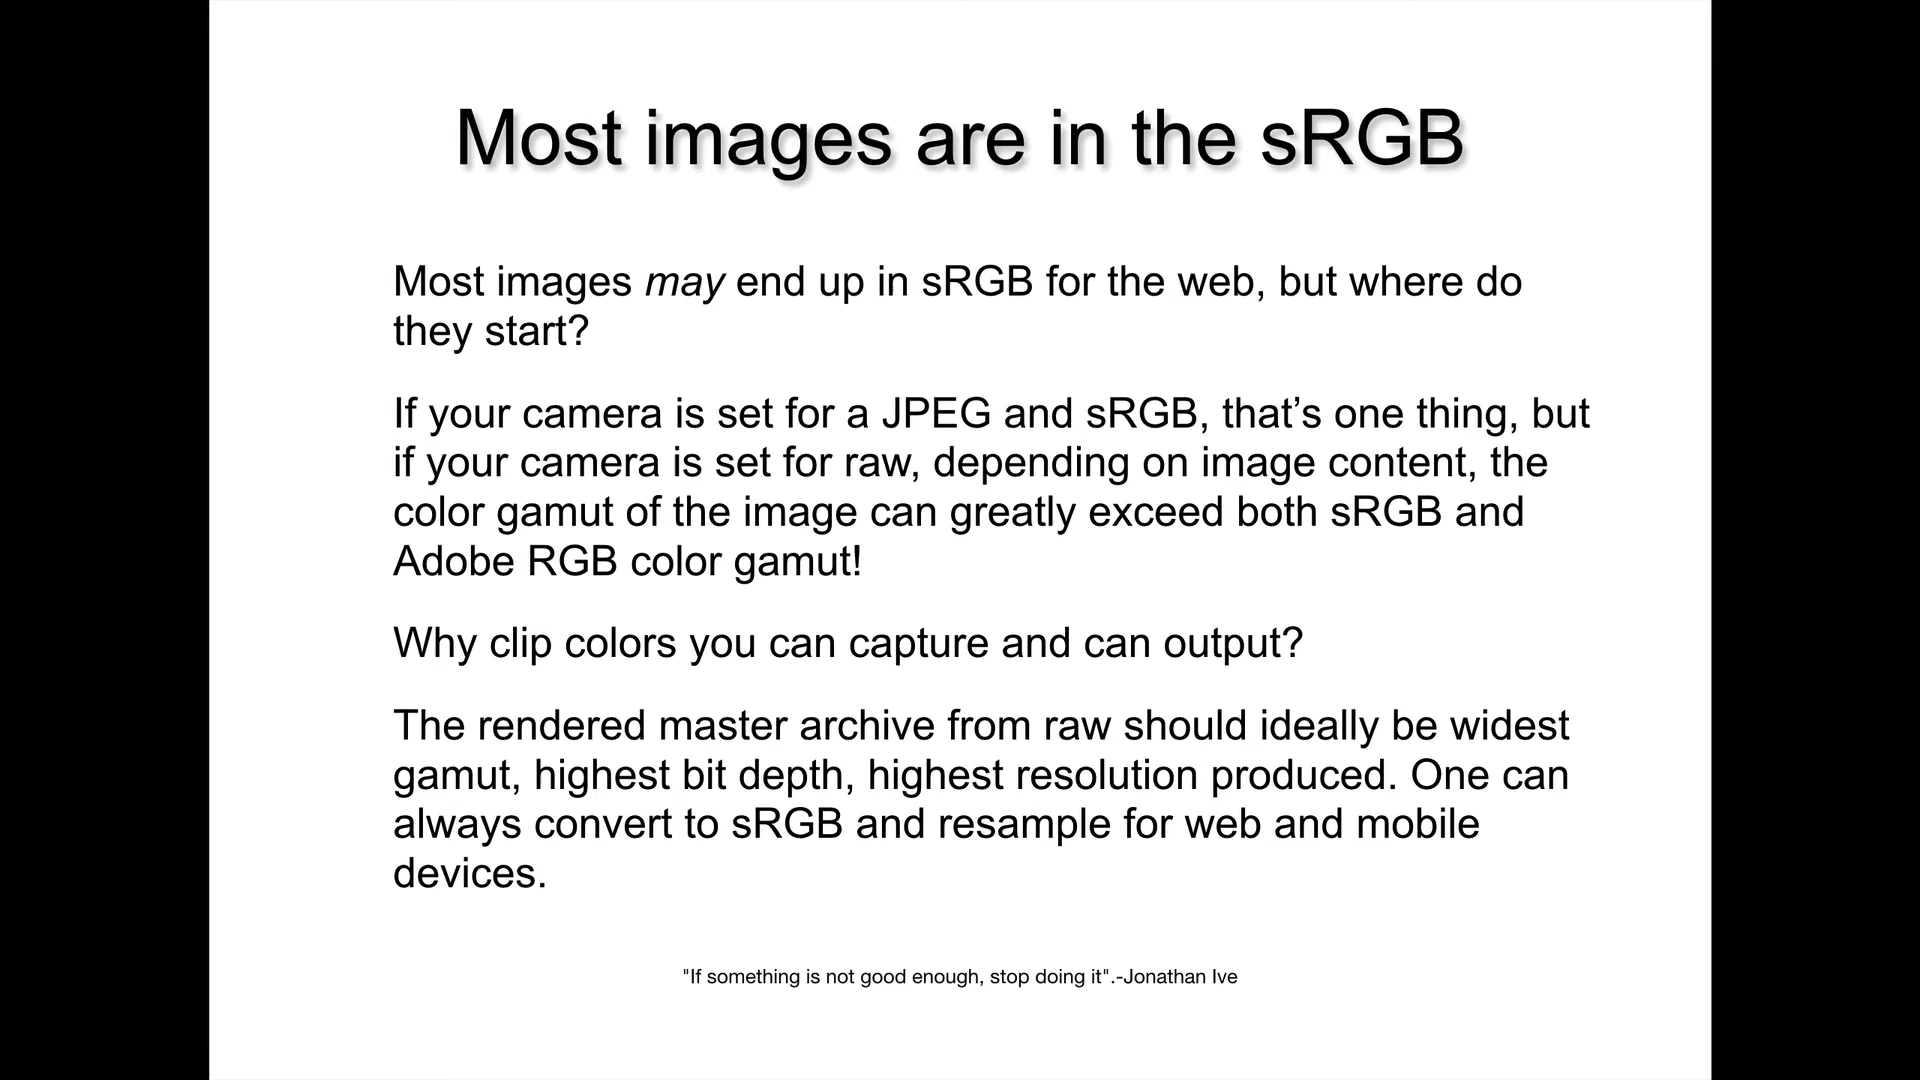 Most images are in the sRGB
Most images may end up in sRGB for the web, but where do
they start?
If your camera is set for a JPEG and sRGB, that’s one thing, but
if your camera is set for raw, depending on image content, the
color gamut of the image can greatly exceed both sRGB and
Adobe RGB color gamut!
Why clip colors you can capture and can output?
The rendered master archive from raw should ideally be widest
gamut, highest bit depth, highest resolution produced. One can
always convert to sRGB and resample for web and mobile
devices.
"If something is not good enough, stop doing it".-Jonathan Ive